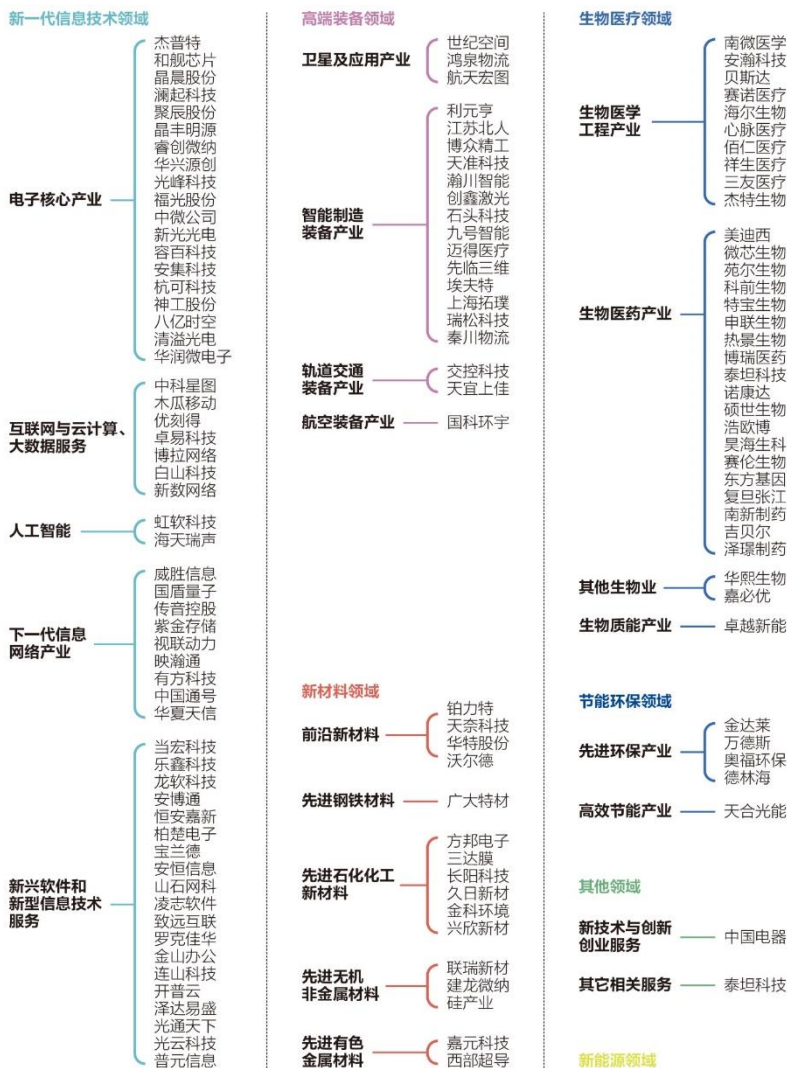 新一代信息技术领域
电子核心产业
杰普特
和舰芯片
晶晨股份
澜起科技
聚辰股份
晶丰明源
睿创微纳
华兴源创
光峰科技
福光股份
中微公司
新光光电
容百科技
安集科技
杭可科技
神工股份
八亿时空
清溢光电
华润微电子
互联网与云计算、
大数据服务
中科星图
木瓜移动
优刻得
卓易科技
博拉网络
白山科技
新数网络
人工智能
虹软科技
海天瑞声
下一代信息
网络产业
威胜信息
国盾量子
传音控股
紫金存储
视联动力
映瀚通
有方科技
中国通号
华夏天信
新兴软件和
新型信息技术
服务
当宏科技
乐鑫科技
龙软科技
安博通
恒安嘉新
柏楚电子
宝兰德
安恒信息
山石网科
凌志软件
致远互联
罗克佳华
金山办公
连山科技
开普云
泽达易盛
光通天下
光云科技
普元信息
高端装备领域
卫星及应用产业
世纪空间
鸿泉物流
航天宏图
智能制造
装备产业
利元亨
江苏北人
博众精工
天准科技
瀚川智能
创鑫激光
石头科技
九号智能
迈得医疗
先临三维
埃夫特
上海拓璞
瑞松科技
秦川物流
轨道交通
装备产业
交控科技
天宜上佳
航空装备产业
国科环宇
新材料领域
前沿新材料
铂力特
天奈科技
华特股份
沃尔德
先进钢铁材料
广大特材
先进石化化工
新材料
方邦电子
三达膜
长阳科技
久日新材
金科环境
兴欣新材
先进无机
非金属材料
联瑞新材
建龙微纳
硅产业
先进有色
金属材料
嘉元科技
西部超导
生物医疗领域
生物医学
工程产业
南微医学
安瀚科技
贝斯达
赛诺医疗
海尔生物
心脉医疗
佰仁医疗
祥生医疗
三友医疗
杰特生物
生物医药产业
美迪西
微芯生物
苑尔生物
科前生物
特宝生物
申联生物
热景生物
博瑞医药
泰坦科技
诺康达
硕世生物
浩欧博
昊海生科
赛伦生物
东方基因
复旦张江
南新制药
吉贝尔
泽璟制药
其他生物业
华熙生物
嘉必优
生物质能产业
卓越新能
节能环保领域
先进环保产业
金达莱
万德斯
奥福环保
德林海
高效节能产业
天合光能
其他领域
新技术与创新
创业服务
中国电器
其它相关服务
泰坦科技
新能源领域